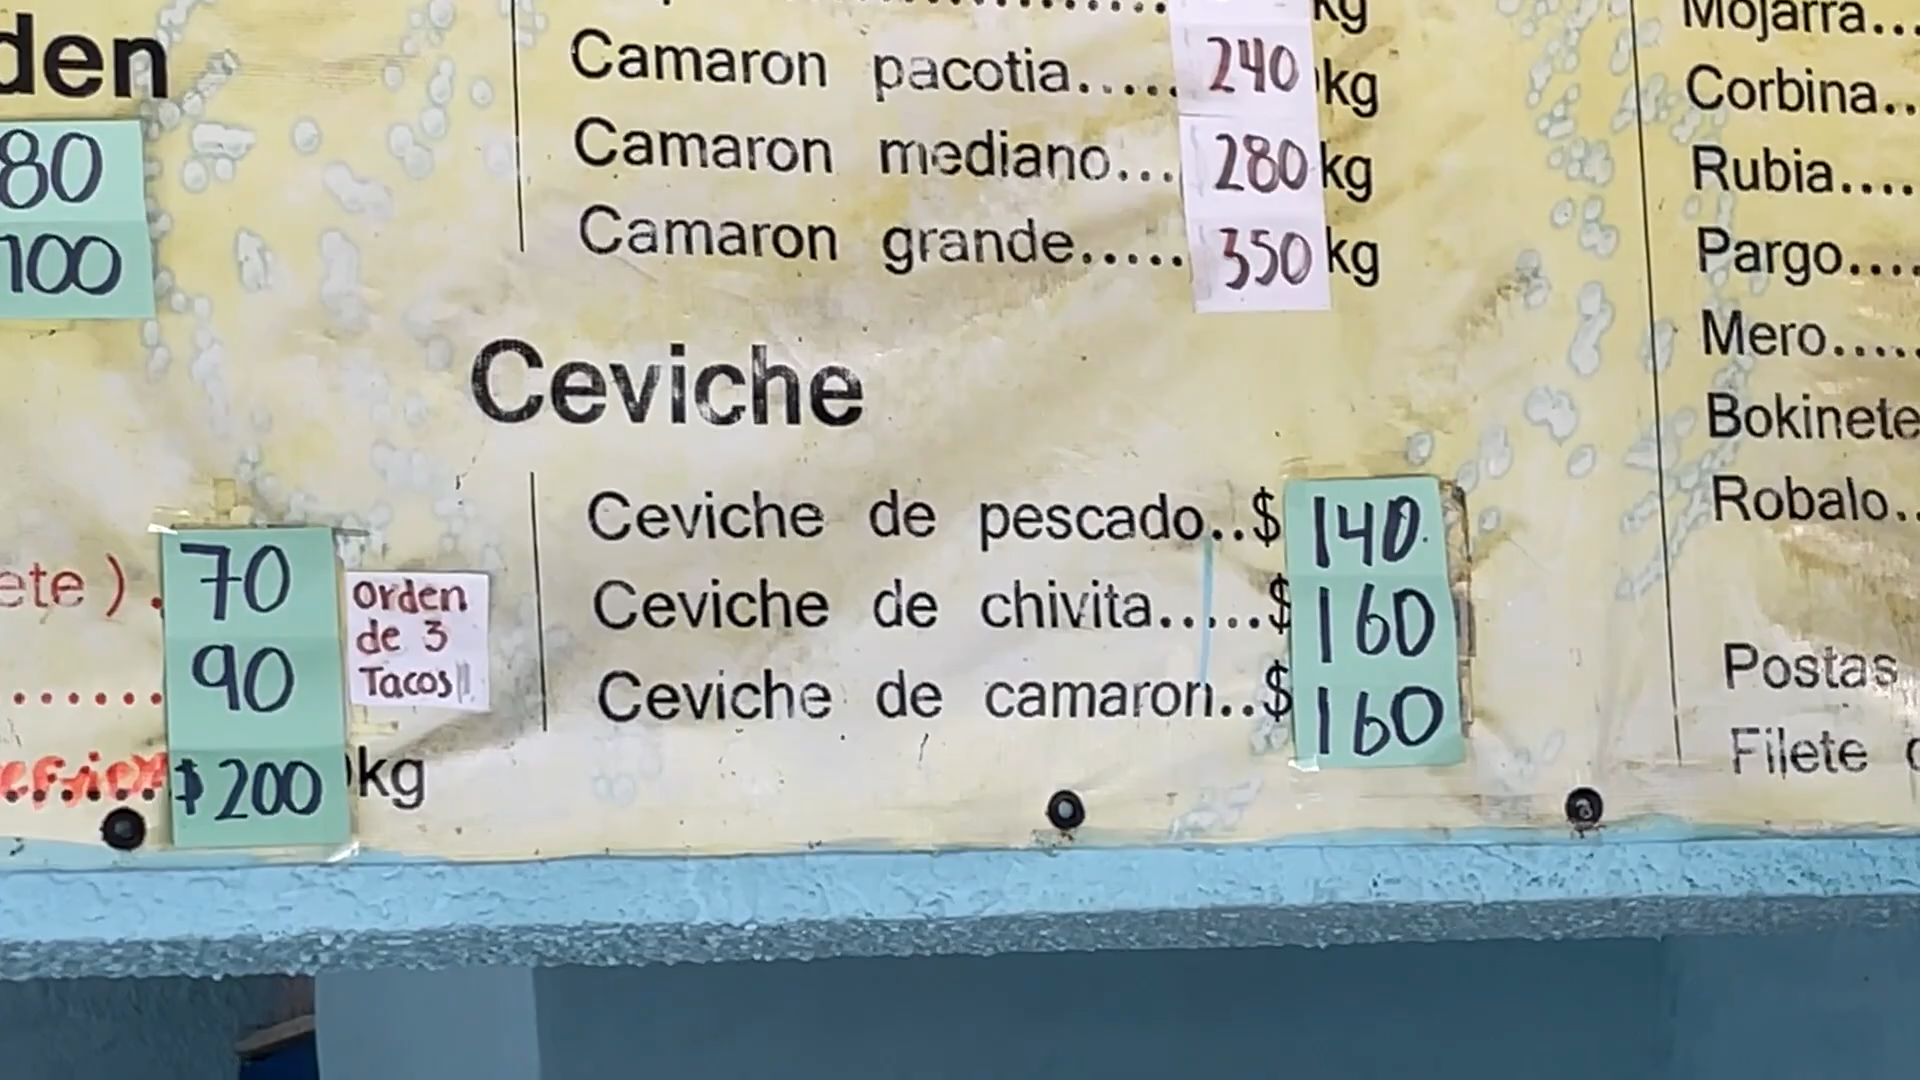 den
80
100
kg
Camaron pacotia..... 240 kg
Camaron mediano... 280 kg
Camaron grande..... 350 kg
Ceviche
Ceviche de pescado..$ 140
Ceviche de chivita.....$ 160
Ceviche de camaron..$ 160
ete ). 70
...... 90
$200 kg
orden
de 3
Tacos
Mojarra...
Corbina..
Rubia....
Pargo....
Mero.....
Bokinete
Robalo..
Postas
Filete